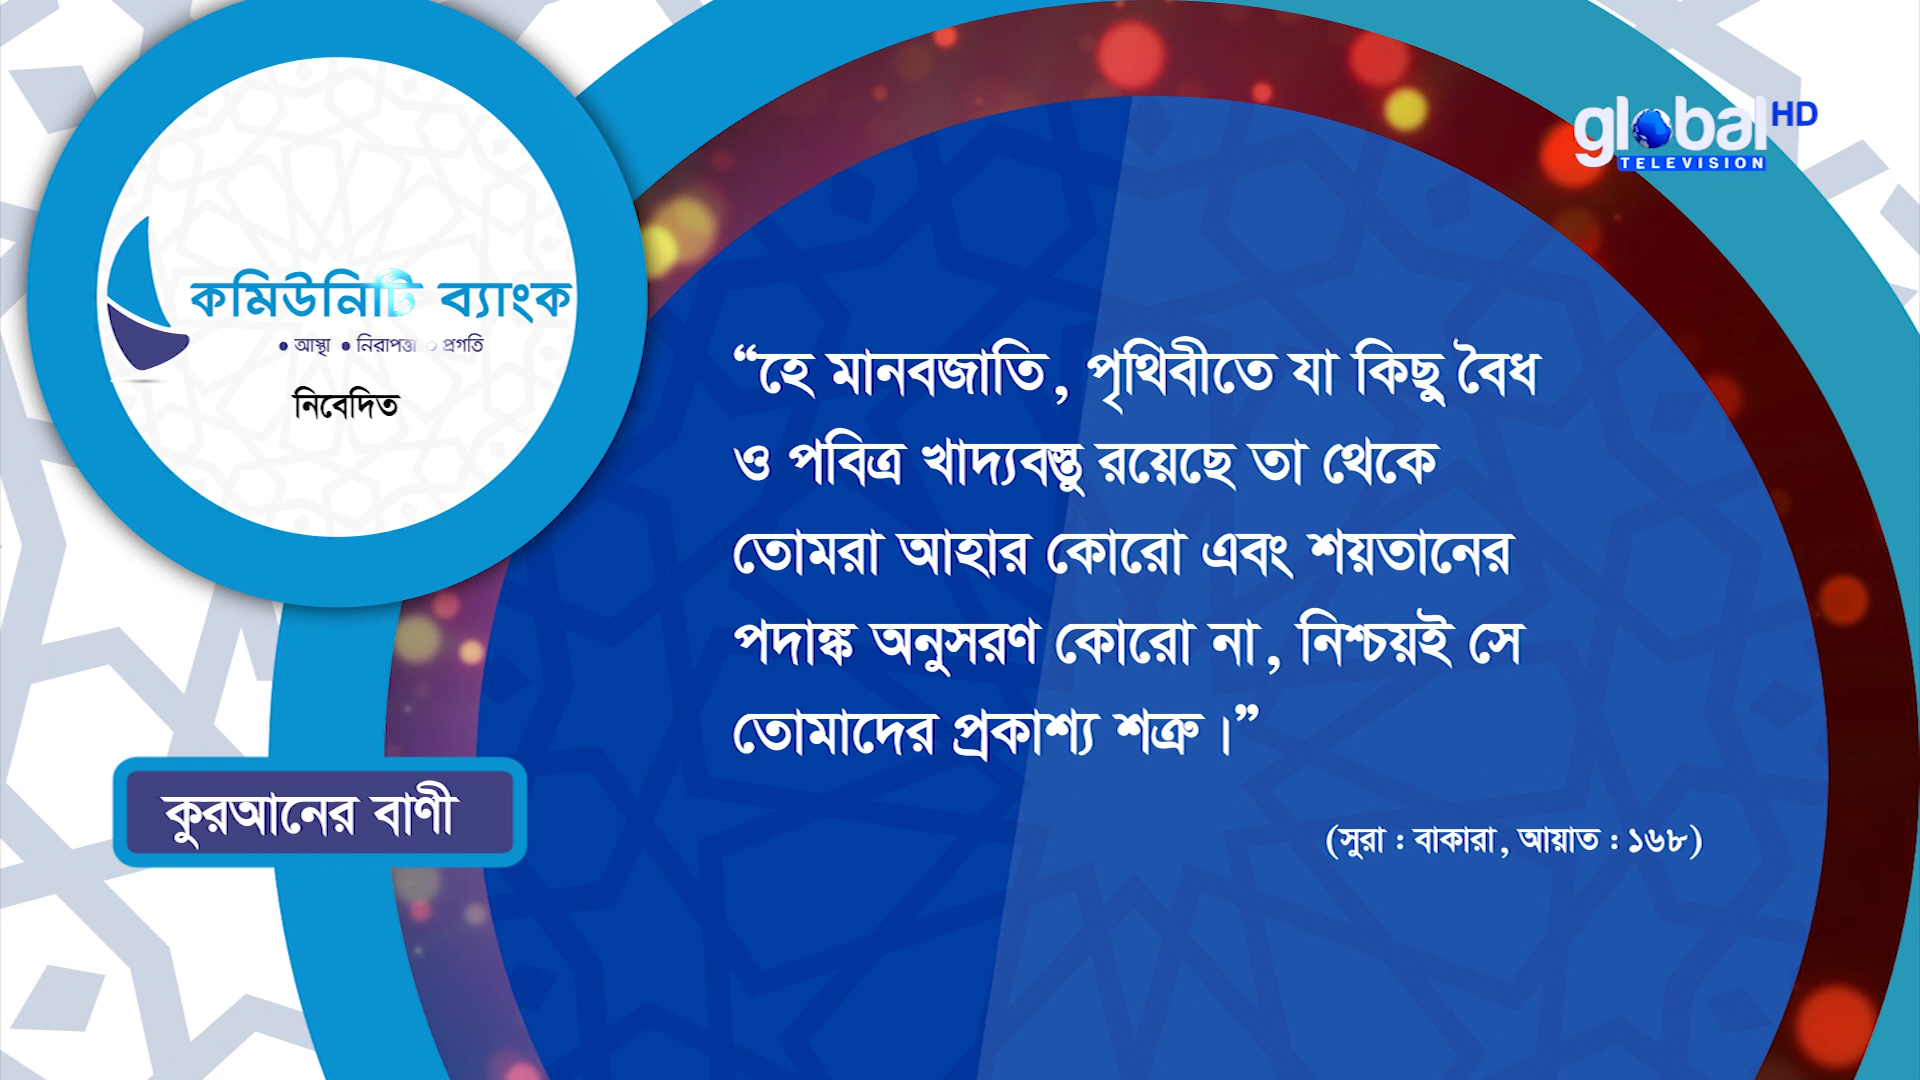 কমিউনিটি ব্যাংক
• আস্থা • নিরাপত্তা • প্রগতি
নিবেদিত
global HD
TELEVISION
“হে মানবজাতি, পৃথিবীতে যা কিছু বৈধ
ও পবিত্র খাদ্যবস্তু রয়েছে তা থেকে
তোমরা আহার কোরো এবং শয়তানের
পদাঙ্ক অনুসরণ কোরো না, নিশ্চয়ই সে
তোমাদের প্রকাশ্য শত্রু।”
(সুরা : বাকারা, আয়াত : ১৬৮)
কুরআনের বাণী